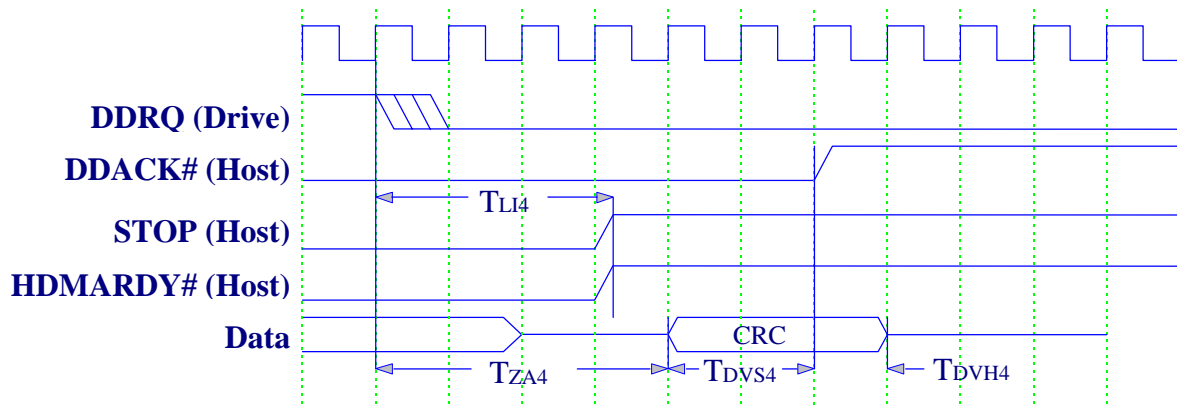 DDRQ (Drive)
DDACK# (Host)
TLI4
STOP (Host)
HDMARDY# (Host)
Data
CRC
TZA4
TDVS4
TDVH4